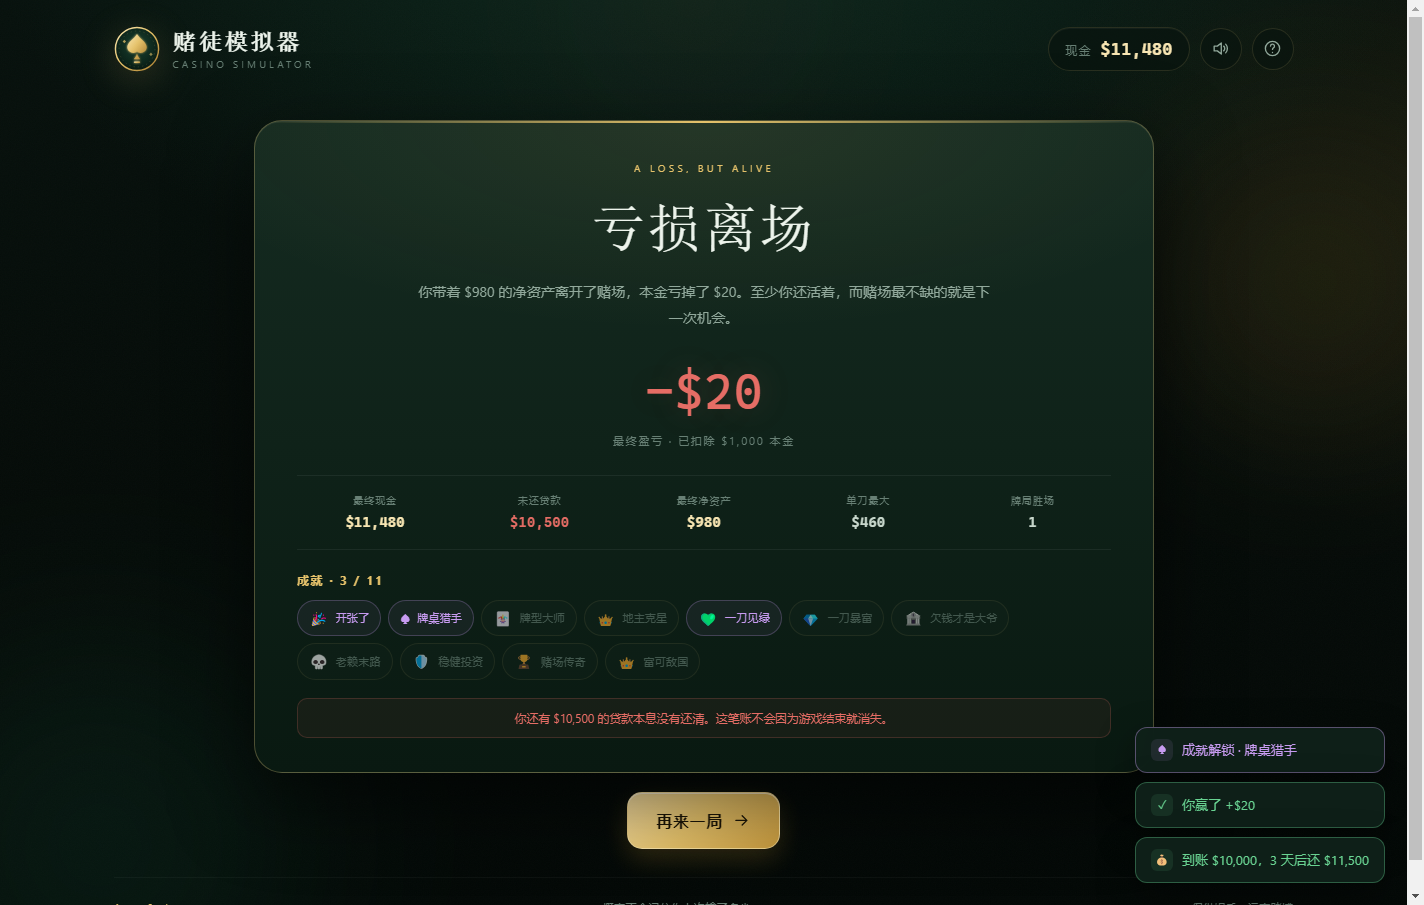 赌徒模拟器
CASINO SIMULATOR
现金 $11,480
A LOSS, BUT ALIVE
亏损离场
你带着 $980 的净资产离开了赌场，本金亏掉了 $20。至少你还活着，而赌场最不缺的就是下
一次机会。
−$20
最终盈亏 · 已扣除 $1,000 本金
最终现金 未还贷款 最终净资产 单刀最大 牌局胜场
$11,480 $10,500 $980 $460 1
成就 · 3 / 11
开张了 牌桌猎手 牌型大师 地主克星 一刀见绿 一刀暴富 欠钱才是大爷
老赖末路 稳健投资 赌场传奇 富可敌国
你还有 $10,500 的贷款本息没有还清。这笔账不会因为游戏结束就消失。
成就解锁 · 牌桌猎手
你赢了 +$20
到账 $10,000，3 天后还 $11,500
再来一局 →